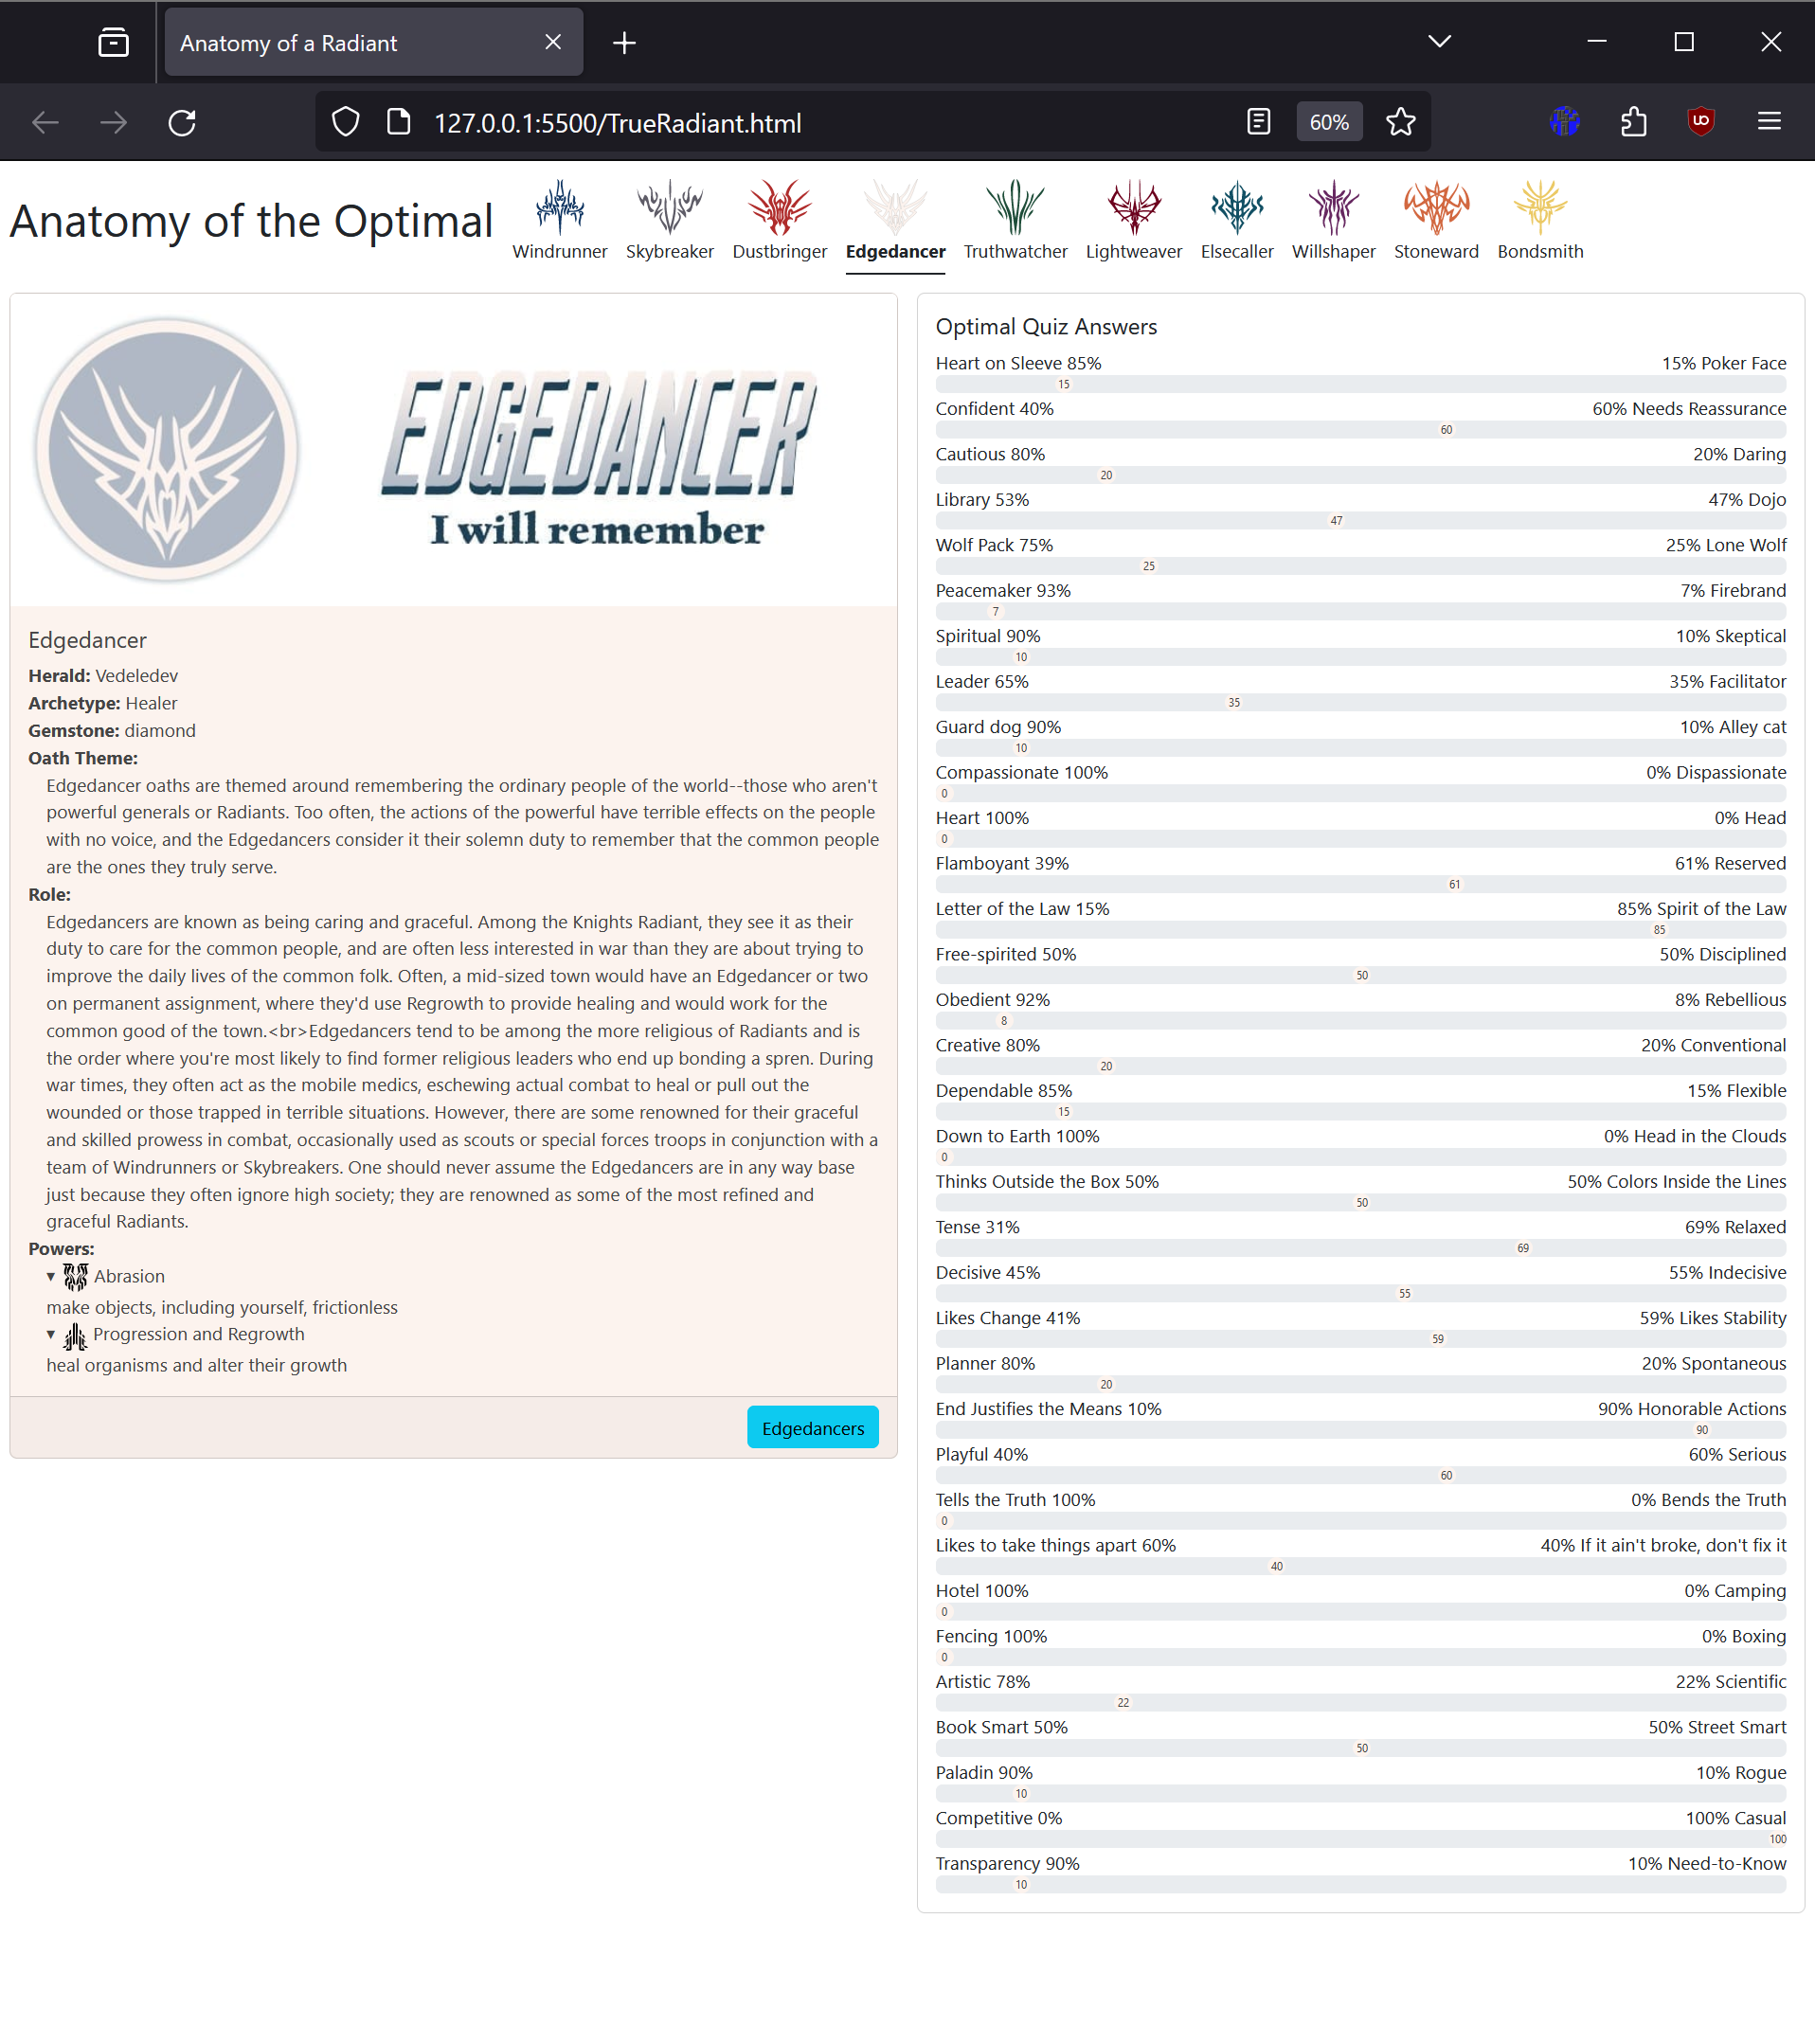 Anatomy of a Radiant
127.0.0.1:5500/TrueRadiant.html
60%
Anatomy of the Optimal
Windrunner
Skybreaker
Dustbringer
Edgedancer
Truthwatcher
Lightweaver
Elsecaller
Willshaper
Stoneward
Bondsmith
EDGEDANCER
I will remember
Edgedancer
Herald: Vedeledev
Archetype: Healer
Gemstone: diamond
Oath Theme:
Edgedancer oaths are themed around remembering the ordinary people of the world--those who aren't
powerful generals or Radiants. Too often, the actions of the powerful have terrible effects on the people
with no voice, and the Edgedancers consider it their solemn duty to remember that the common people
are the ones they truly serve.
Role:
Edgedancers are known as being caring and graceful. Among the Knights Radiant, they see it as their
duty to care for the common people, and are often less interested in war than they are about trying to
improve the daily lives of the common folk. Often, a mid-sized town would have an Edgedancer or two
on permanent assignment, where they'd use Regrowth to provide healing and would work for the
common good of the town.<br>Edgedancers tend to be among the more religious of Radiants and is
the order where you're most likely to find former religious leaders who end up bonding a spren. During
war times, they often act as the mobile medics, eschewing actual combat to heal or pull out the
wounded or those trapped in terrible situations. However, there are some renowned for their graceful
and skilled prowess in combat, occasionally used as scouts or special forces troops in conjunction with a
team of Windrunners or Skybreakers. One should never assume the Edgedancers are in any way base
just because they often ignore high society; they are renowned as some of the most refined and
graceful Radiants.
Powers:
Abrasion
make objects, including yourself, frictionless
Progression and Regrowth
heal organisms and alter their growth
Edgedancers
Optimal Quiz Answers
Heart on Sleeve 85% 15% Poker Face
15
Confident 40% 60% Needs Reassurance
60
Cautious 80% 20% Daring
20
Library 53% 47% Dojo
47
Wolf Pack 75% 25% Lone Wolf
25
Peacemaker 93% 7% Firebrand
7
Spiritual 90% 10% Skeptical
10
Leader 65% 35% Facilitator
35
Guard dog 90% 10% Alley cat
10
Compassionate 100% 0% Dispassionate
0
Heart 100% 0% Head
0
Flamboyant 39% 61% Reserved
61
Letter of the Law 15% 85% Spirit of the Law
85
Free-spirited 50% 50% Disciplined
50
Obedient 92% 8% Rebellious
8
Creative 80% 20% Conventional
20
Dependable 85% 15% Flexible
15
Down to Earth 100% 0% Head in the Clouds
0
Thinks Outside the Box 50% 50% Colors Inside the Lines
50
Tense 31% 69% Relaxed
69
Decisive 45% 55% Indecisive
55
Likes Change 41% 59% Likes Stability
59
Planner 80% 20% Spontaneous
20
End Justifies the Means 10% 90% Honorable Actions
90
Playful 40% 60% Serious
60
Tells the Truth 100% 0% Bends the Truth
0
Likes to take things apart 60% 40% If it ain't broke, don't fix it
40
Hotel 100% 0% Camping
0
Fencing 100% 0% Boxing
0
Artistic 78% 22% Scientific
22
Book Smart 50% 50% Street Smart
50
Paladin 90% 10% Rogue
10
Competitive 0% 100% Casual
100
Transparency 90% 10% Need-to-Know
10